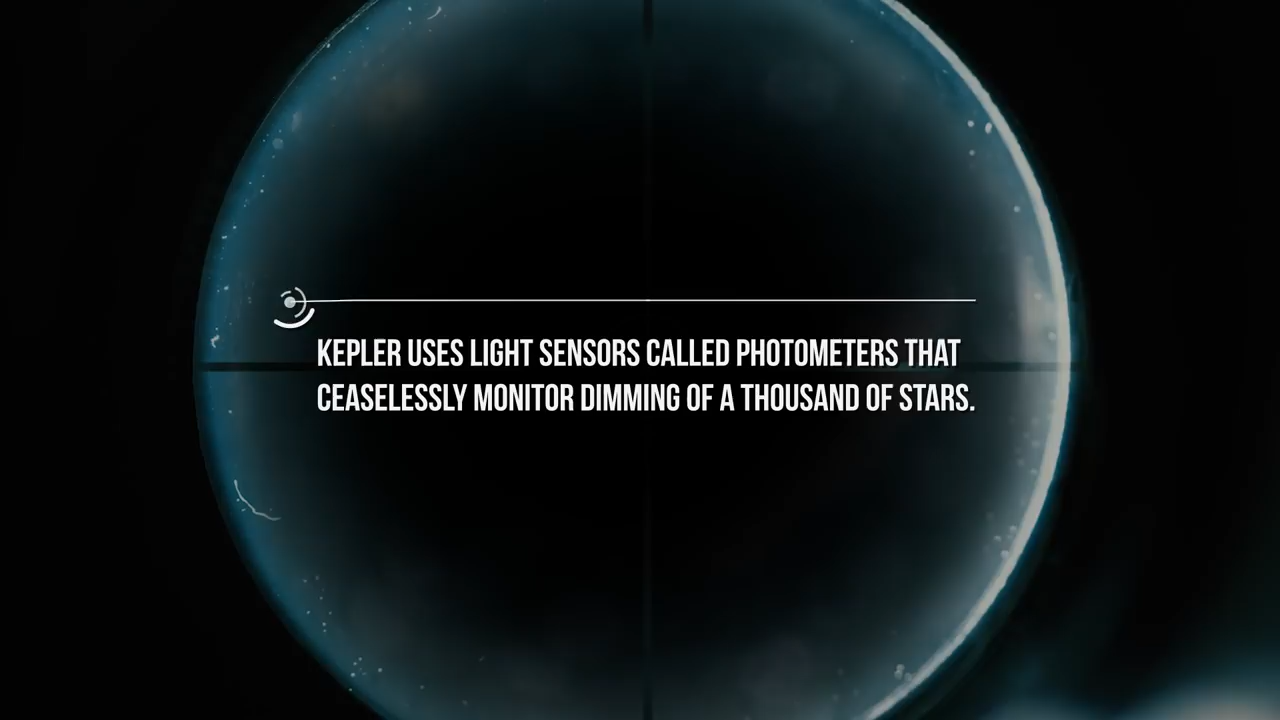 KEPLER USES LIGHT SENSORS CALLED PHOTOMETERS THAT
CEASELESSLY MONITOR DIMMING OF A THOUSAND OF STARS.